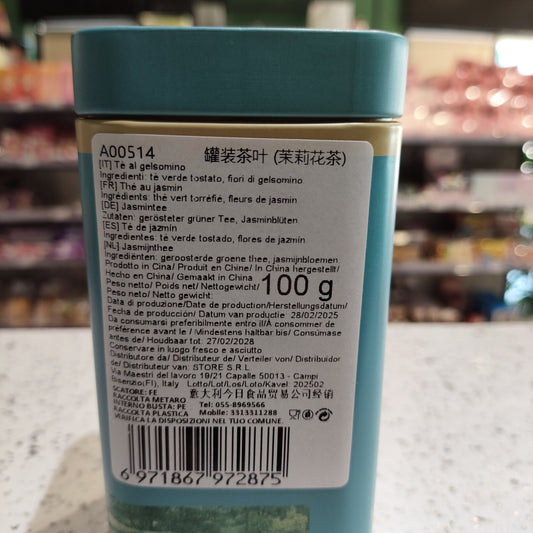 A00514 罐装茶叶 (茉莉花茶)
[IT] Tè al gelsomino
Ingredienti: tè verde tostato, fiori di gelsomino
[FR] Thé au jasmin
Ingrédients: thé vert torréfié, fleurs de jasmin
[DE] Jasmintee
Zutaten: gerösteter grüner Tee, Jasminblüten
[ES] Té de jazmín
Ingredientes: té verde tostado, flores de jazmín
[NL] Jasmijnthee
Ingrediënten: geroosterde groene thee, jasmijnbloemen
Prodotto in Cina/ Produit en Chine/ In China hergestellt/
Hecho en China/ Gemaakt in China
Peso netto/ Poids net/ Nettogewicht/ 100 g
Peso neto/ Netto gewicht
Data di produzione/Date de production/Herstellungsdatum/
Fecha de producción/ Datum van productie 28/02/2025
Da consumarsi preferibilmente entro il/À consommer de
préférence avant le / Mindestens haltbar bis/ Consúmase
antes de/ Houdbaar tot: 27/02/2028
Conservare in luogo fresco e asciutto
Distributore da/ Distributeur de/ Verteiler von/ Distribuidor
de/ Distributeur van: STORE S.R.L
Via Maestri del lavoro 19/21 Capalle 50013 - Campi
Bisenzio(FI), Italy Lotto/Lot/Los/Loto/Kavel: 202502
SCATORE: FE 意大利今日食品贸易公司经销
RACCOLTA METARO Tel: 055-8969566
INTERNO BUSTA: PE Mobile: 3313311288
RACCOLTA PLASTICA
VERIFICA LA DISPOSIZIONI NEL TUO COMUNE.
6 971867 972875